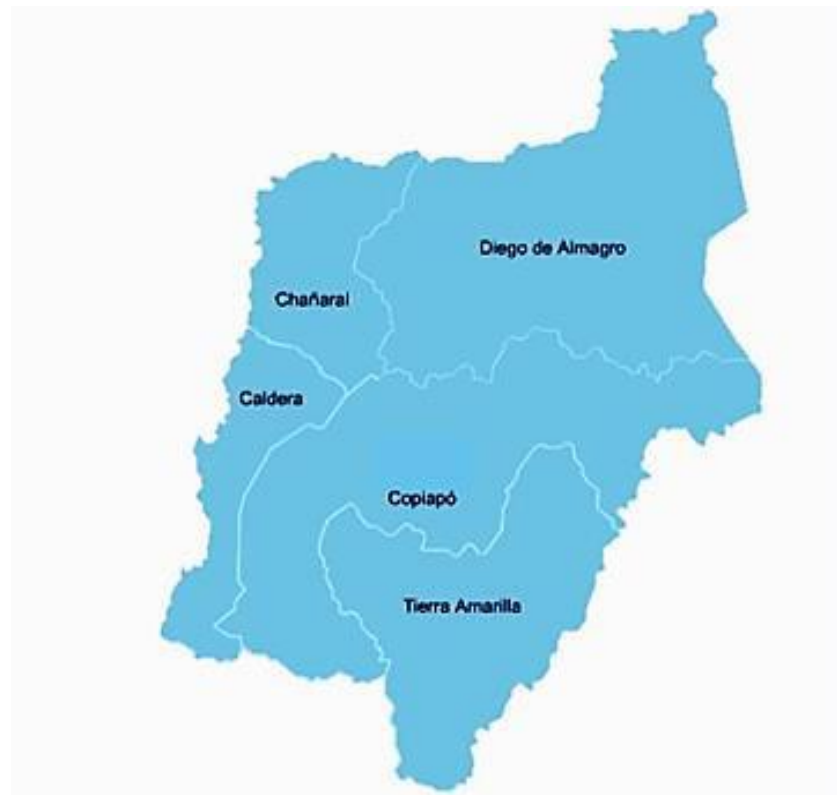 Diego de Almagro
Chañaral
Caldera
Copiapó
Tierra Amarilla